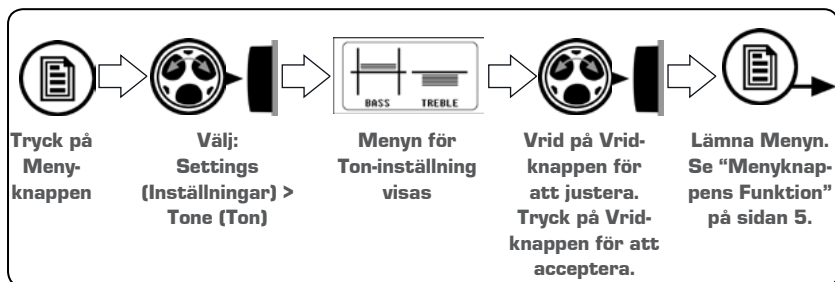 BASS TREBLE
Tryck på
Meny-
knappen
Välj:
Settings
(Inställningar) >
Tone (Ton)
Menyn för
Ton-inställning
visas
Vrid på Vrid-
knappen för
att justera.
Tryck på Vrid-
knappen för att
acceptera.
Lämna Menyn.
Se “Menyknap-
pens Funktion”
på sidan 5.